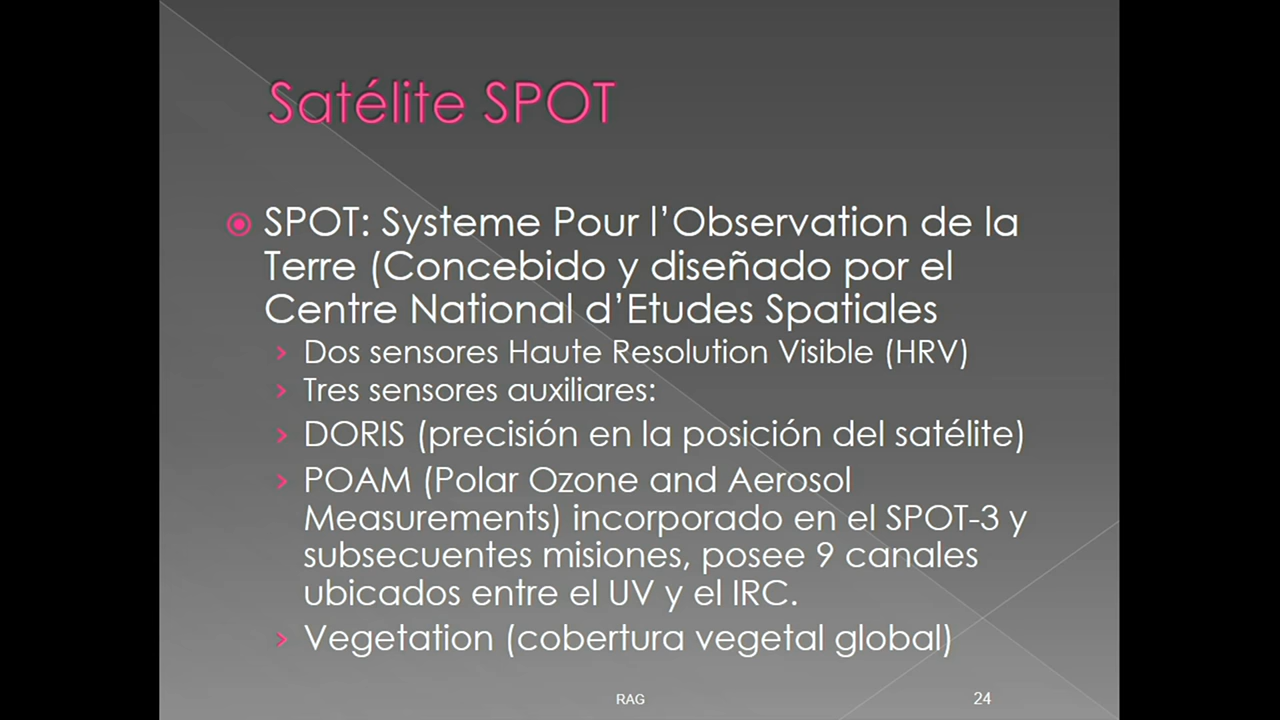 Satélite SPOT
SPOT: Systeme Pour l’Observation de la
Terre (Concebido y diseñado por el
Centre National d’Etudes Spatiales
Dos sensores Haute Resolution Visible (HRV)
Tres sensores auxiliares:
DORIS (precisión en la posición del satélite)
POAM (Polar Ozone and Aerosol
Measurements) incorporado en el SPOT-3 y
subsecuentes misiones, posee 9 canales
ubicados entre el UV y el IRC.
Vegetation (cobertura vegetal global)
RAG 24